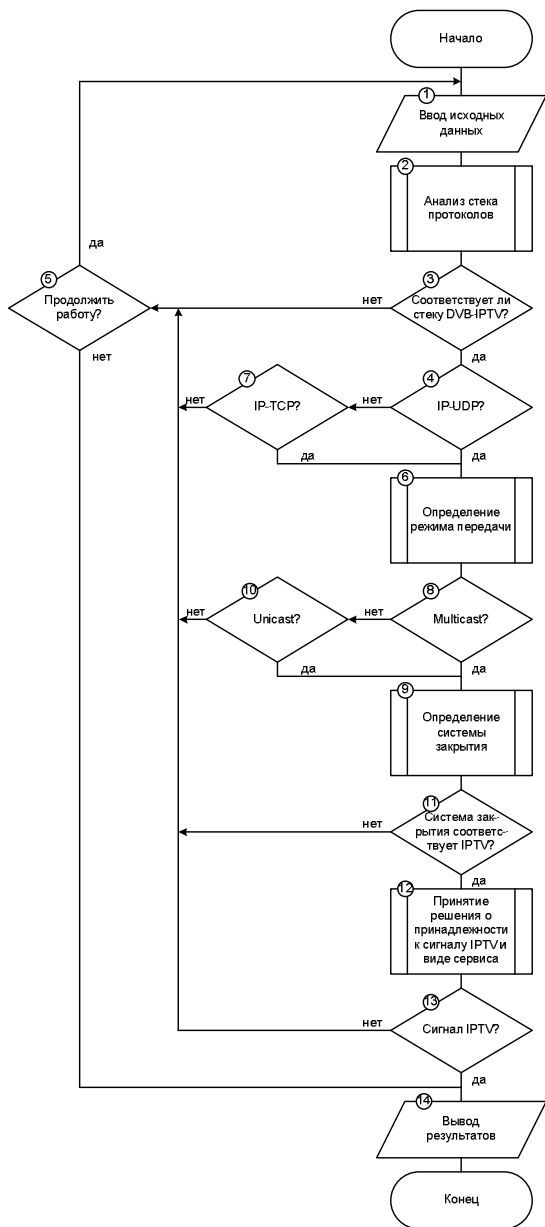 Начало
1
Ввод исходных
данных
2
Анализ стека
протоколов
да
5
Продолжить
работу?
нет
3
Соответствует ли
стеку DVB-IPTV?
нет
да
7
IP-TCP?
нет
да
4
IP-UDP?
нет
да
6
Определение
режима передачи
10
Unicast?
нет
да
8
Multicast?
нет
да
9
Определение
системы
закрытия
11
Система зак-
рытия соответс-
твует IPTV?
нет
да
12
Принятие
решения о
принадлежности
к сигналу IPTV и
виде сервиса
13
Сигнал IPTV?
нет
да
14
Вывод
результатов
Конец